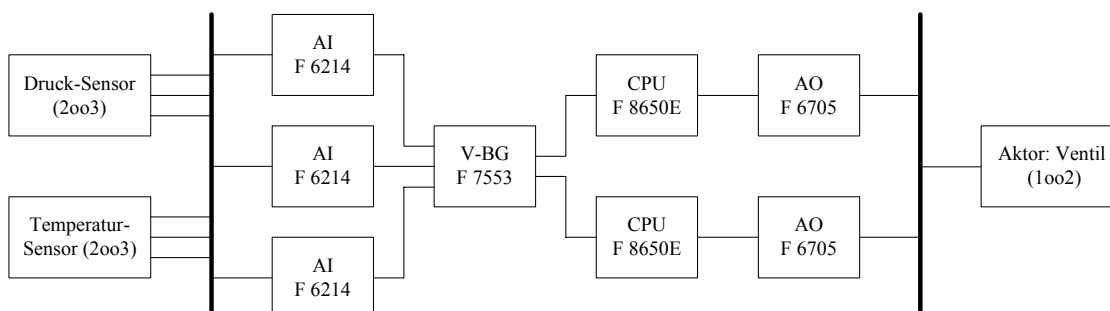 Druck-Sensor
(2oo3)
Temperatur-
Sensor (2oo3)
AI
F 6214
AI
F 6214
AI
F 6214
V-BG
F 7553
CPU
F 8650E
AO
F 6705
CPU
F 8650E
AO
F 6705
Aktor: Ventil
(1oo2)